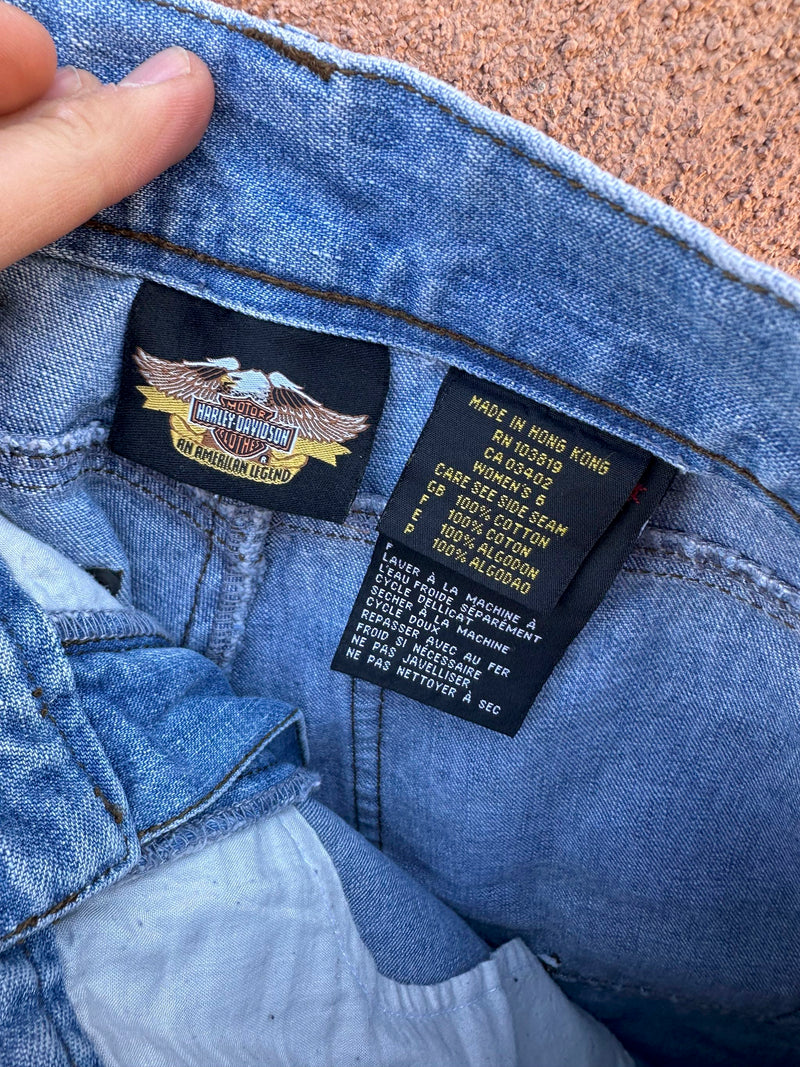 MOTOR
HARLEY-DAVIDSON
CLOTHES
AN AMERICAN LEGEND
MADE IN HONG KONG
RN 103819
CA 03402
WOMEN'S 6
CARE SEE SIDE SEAM
GB 100% COTTON
F 100% COTON
E 100% ALGODON
P 100% ALGODAO
F
LAVER À LA MACHINE À
L'EAU FROIDE SÉPARÉMENT
CYCLE DELLICAT
SECHER À LA MACHINE
CYCLE DOUX
REPASSER AVEC AU FER
FROID SI NÉCESSAIRE
NE PAS JAVELLISER
NE PAS NETTOYER À SEC